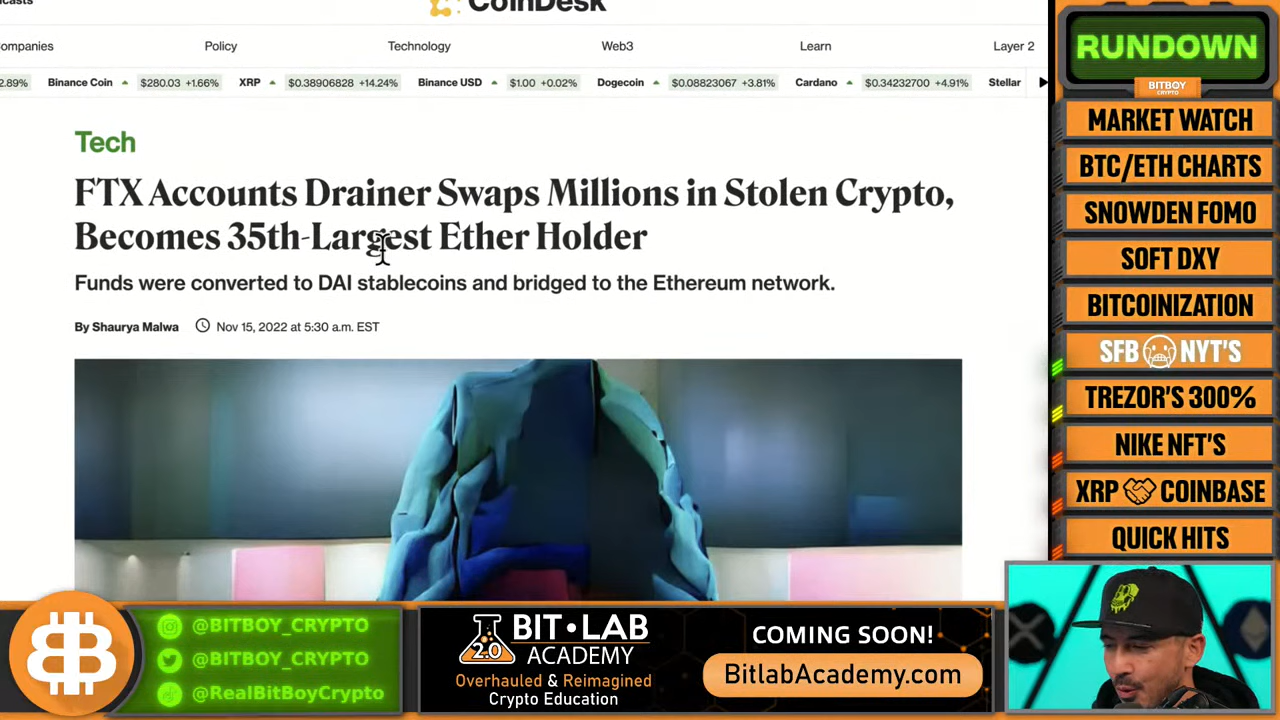 CoinDesk
Policy
Technology
Web3
Learn
Layer 2
2.89%
Binance Coin
$280.03 +1.66%
XRP
$0.38906828 +14.24%
Binance USD
$1.00 +0.02%
Dogecoin
$0.08823067 +3.81%
Cardano
$0.34232700 +4.91%
Stellar
Tech
FTX Accounts Drainer Swaps Millions in Stolen Crypto,
Becomes 35th-Largest Ether Holder
Funds were converted to DAI stablecoins and bridged to the Ethereum network.
By Shaurya Malwa
Nov 15, 2022 at 5:30 a.m. EST
RUNDOWN
BITBOY
CRYPTO
MARKET WATCH
BTC/ETH CHARTS
SNOWDEN FOMO
SOFT DXY
BITCOINIZATION
SFB NYT'S
TREZOR'S 300%
NIKE NFT'S
XRP COINBASE
QUICK HITS
@BITBOY_CRYPTO
@BITBOY_CRYPTO
@RealBitBoyCrypto
2.0
BIT•LAB
ACADEMY
Overhauled & Reimagined
Crypto Education
COMING SOON!
BitlabAcademy.com